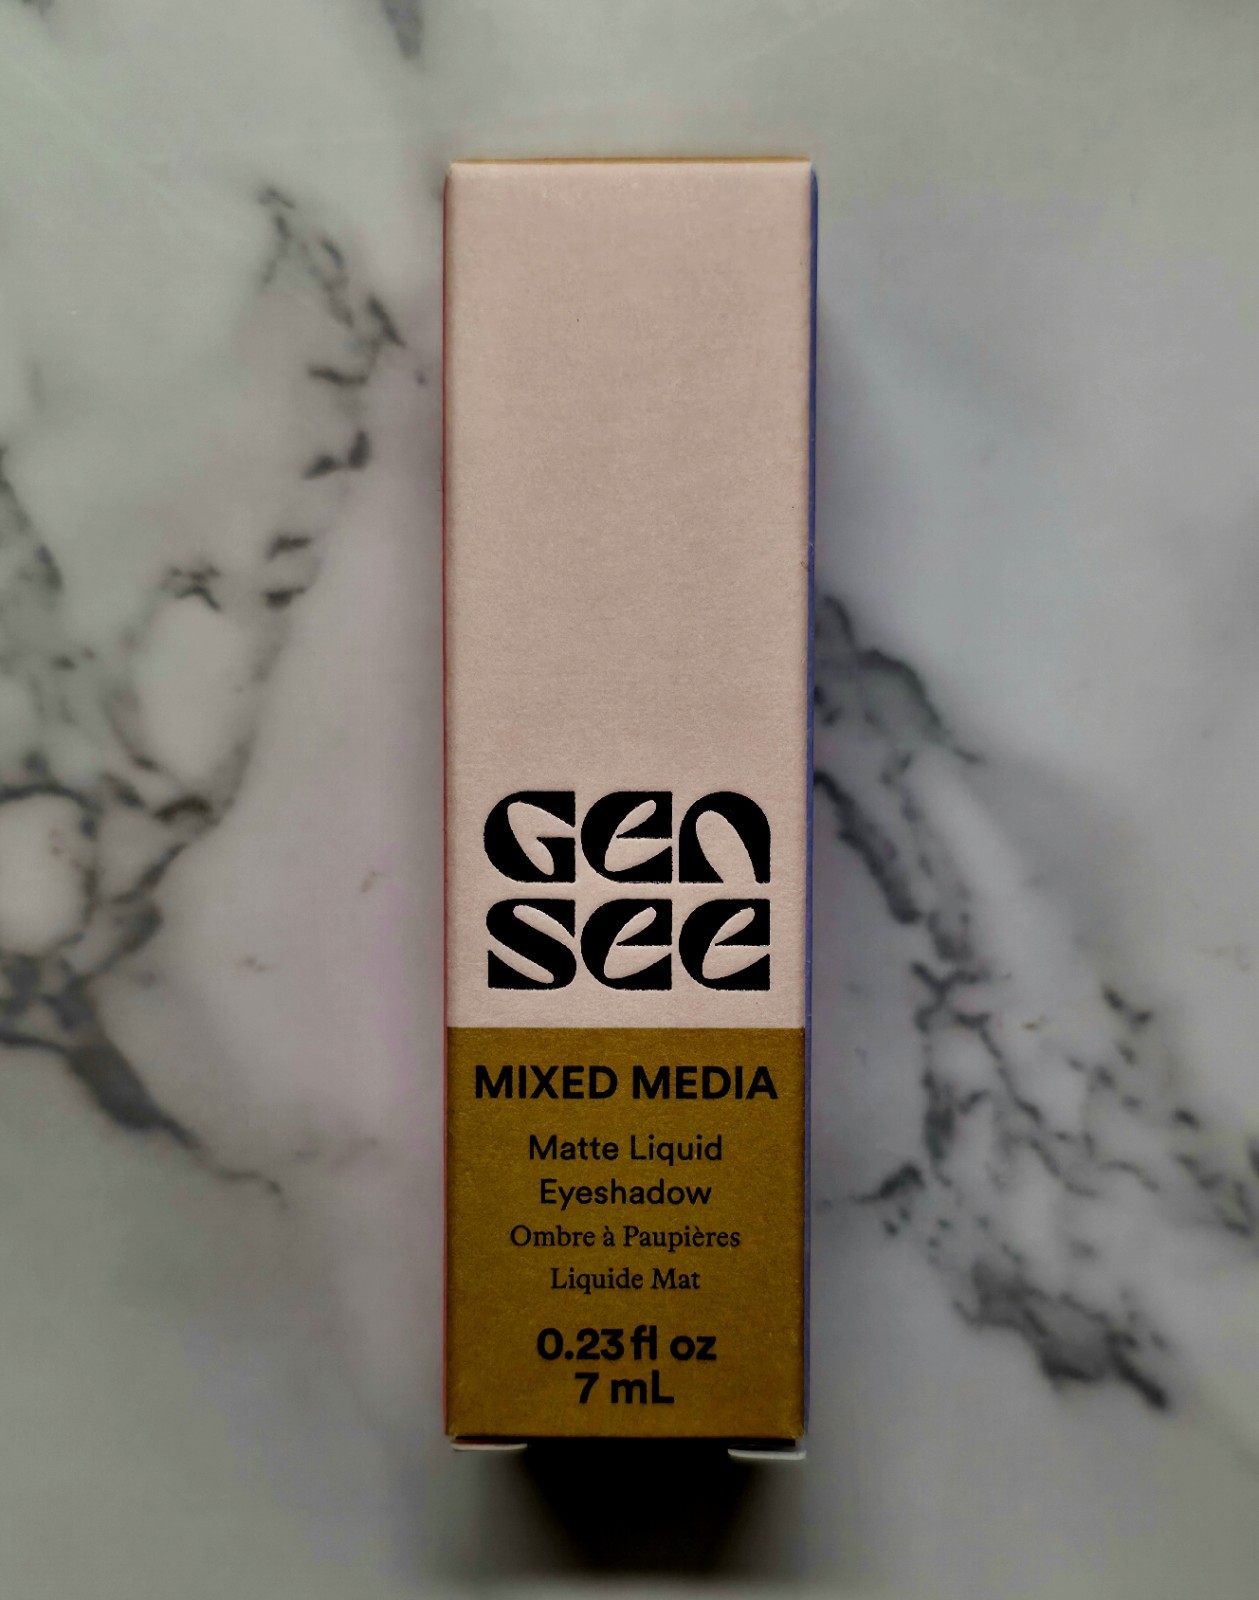 GEN
SEE
MIXED MEDIA
Matte Liquid
Eyeshadow
Ombre à Paupières
Liquide Mat
0.23 fl oz
7 mL